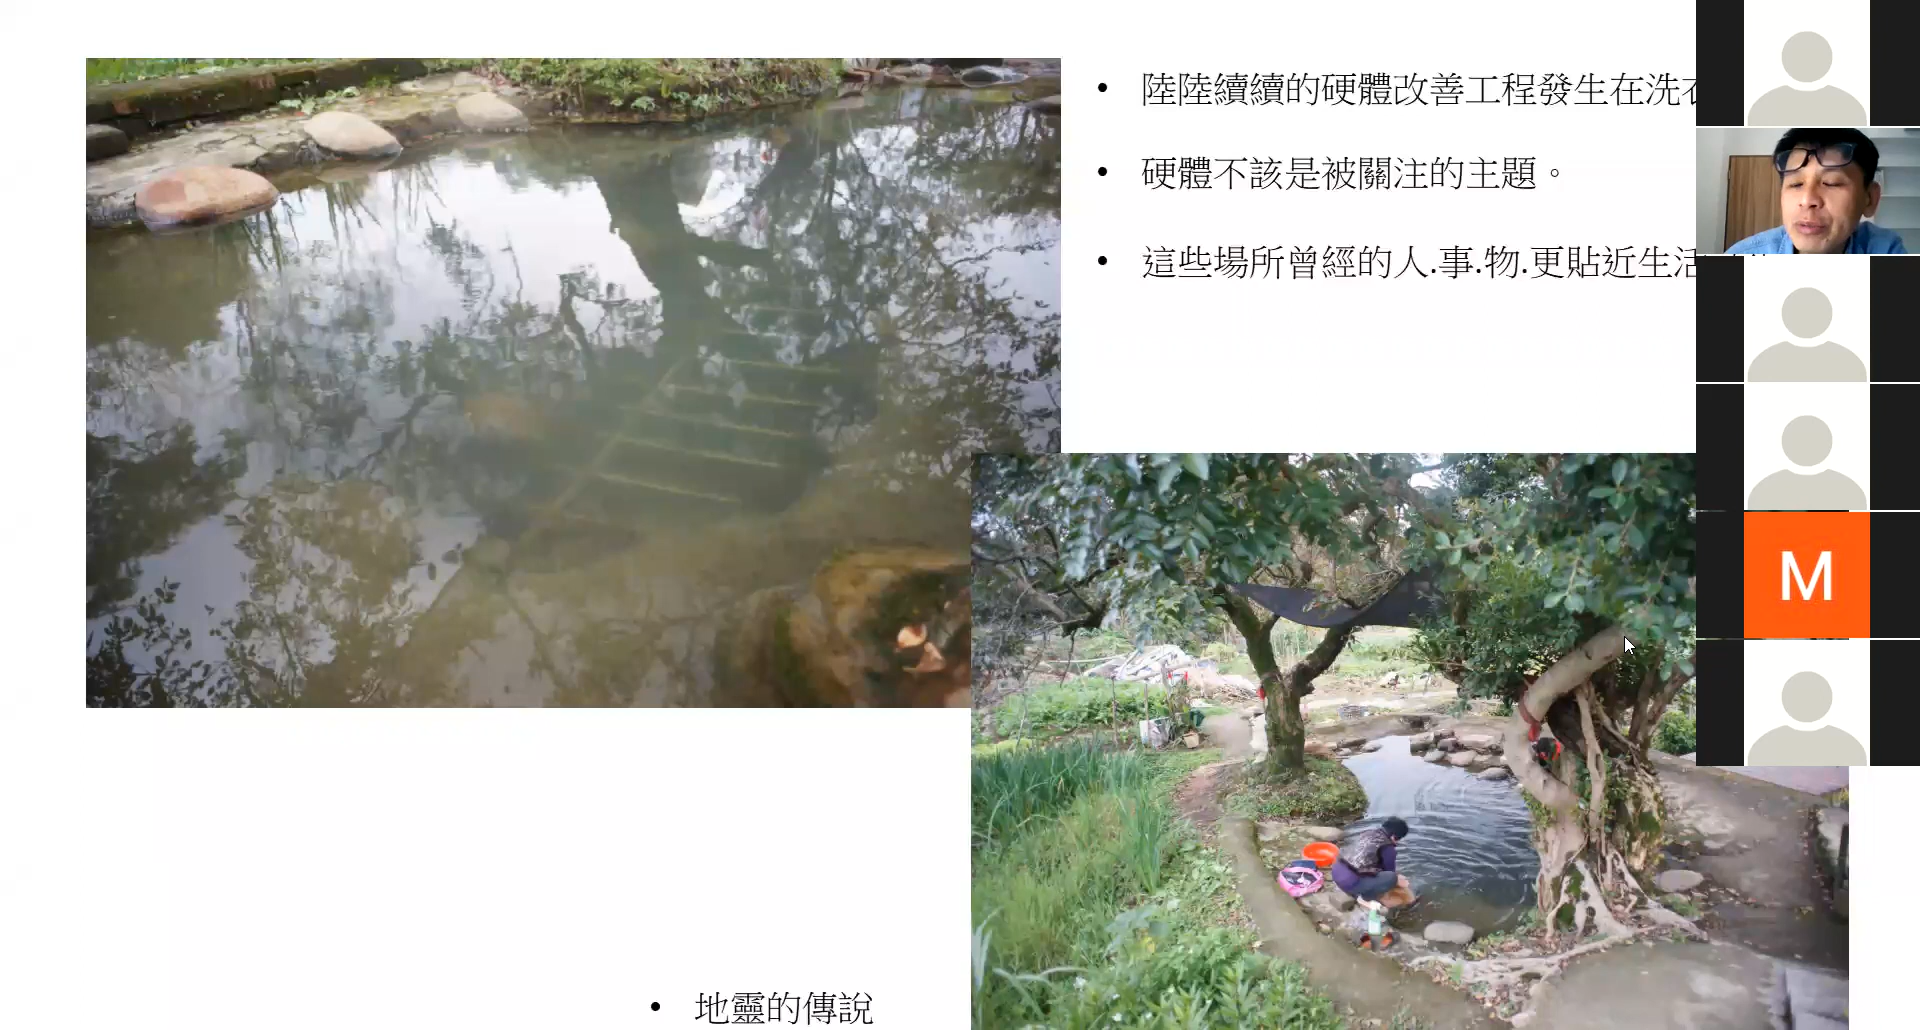 陸陸續續的硬體改善工程發生在洗
硬體不該是被關注的主題。
這些場所曾經的人.事.物.更貼近生活
M
地靈的傳說